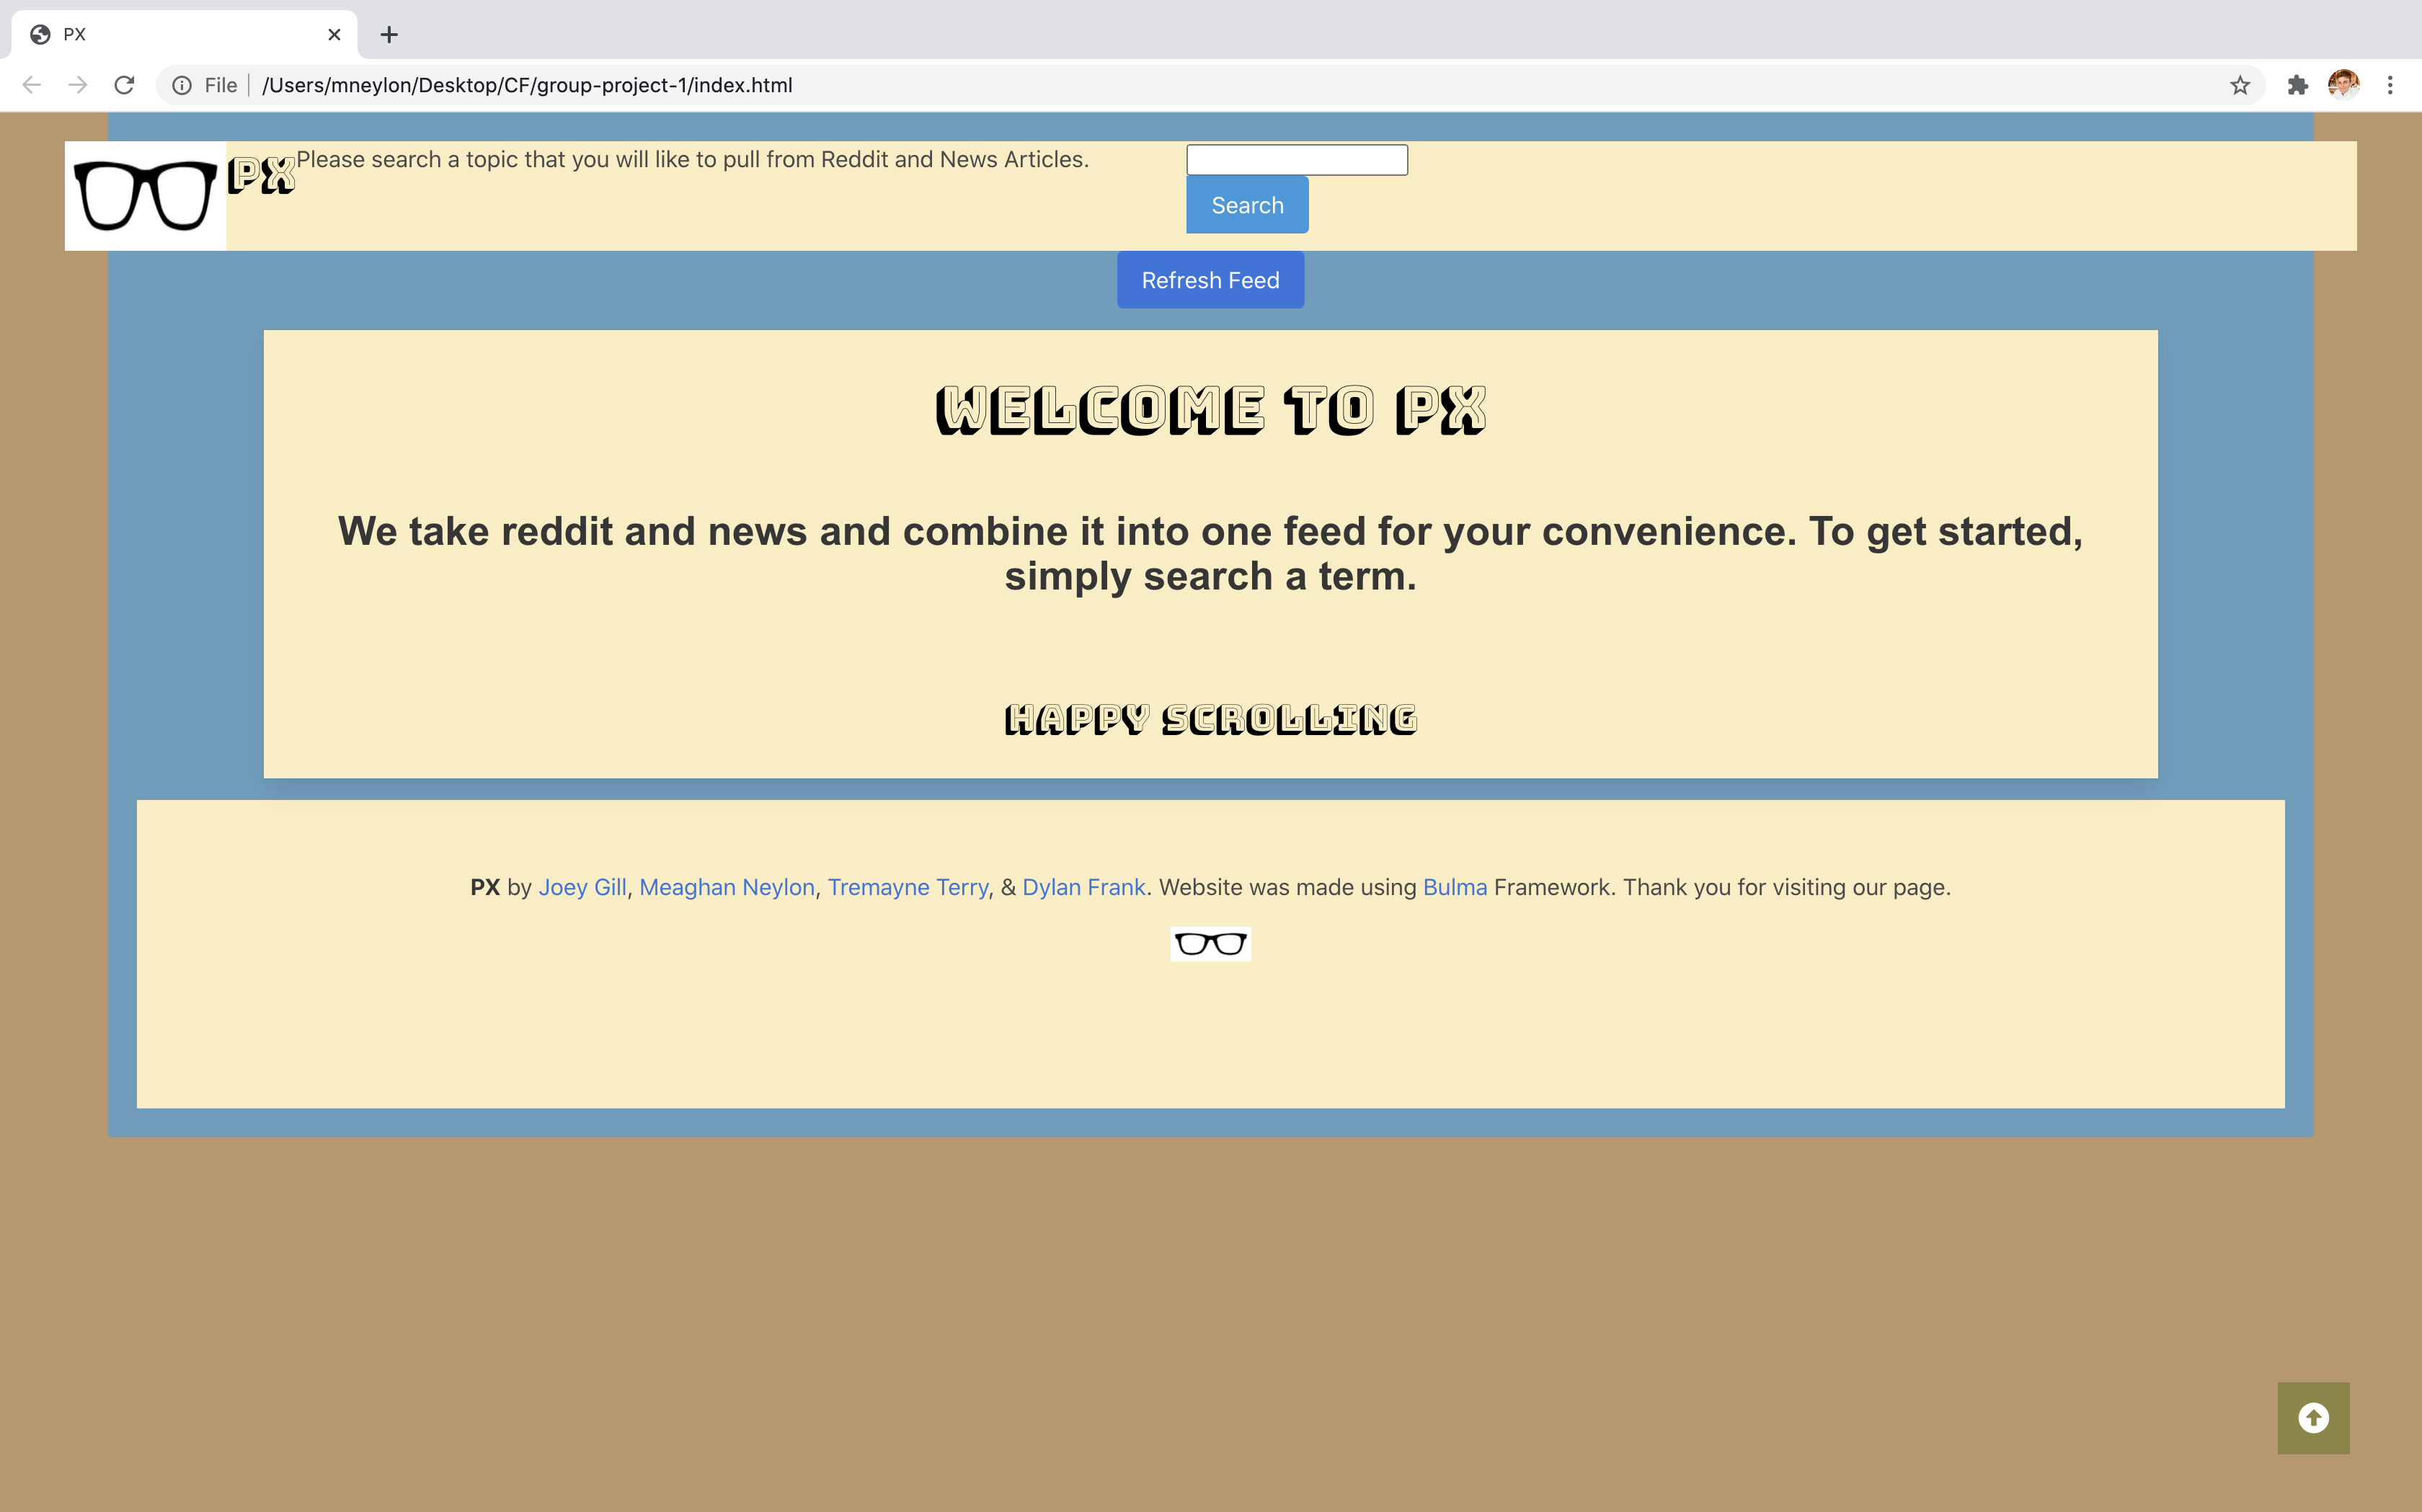 PX
File /Users/mneylon/Desktop/CF/group-project-1/index.html
PX Please search a topic that you will like to pull from Reddit and News Articles.
Search
Refresh Feed
WELCOME TO PX
We take reddit and news and combine it into one feed for your convenience. To get started,
simply search a term.
HAPPY SCROLLING
PX by Joey Gill, Meaghan Neylon, Tremayne Terry, & Dylan Frank. Website was made using Bulma Framework. Thank you for visiting our page.